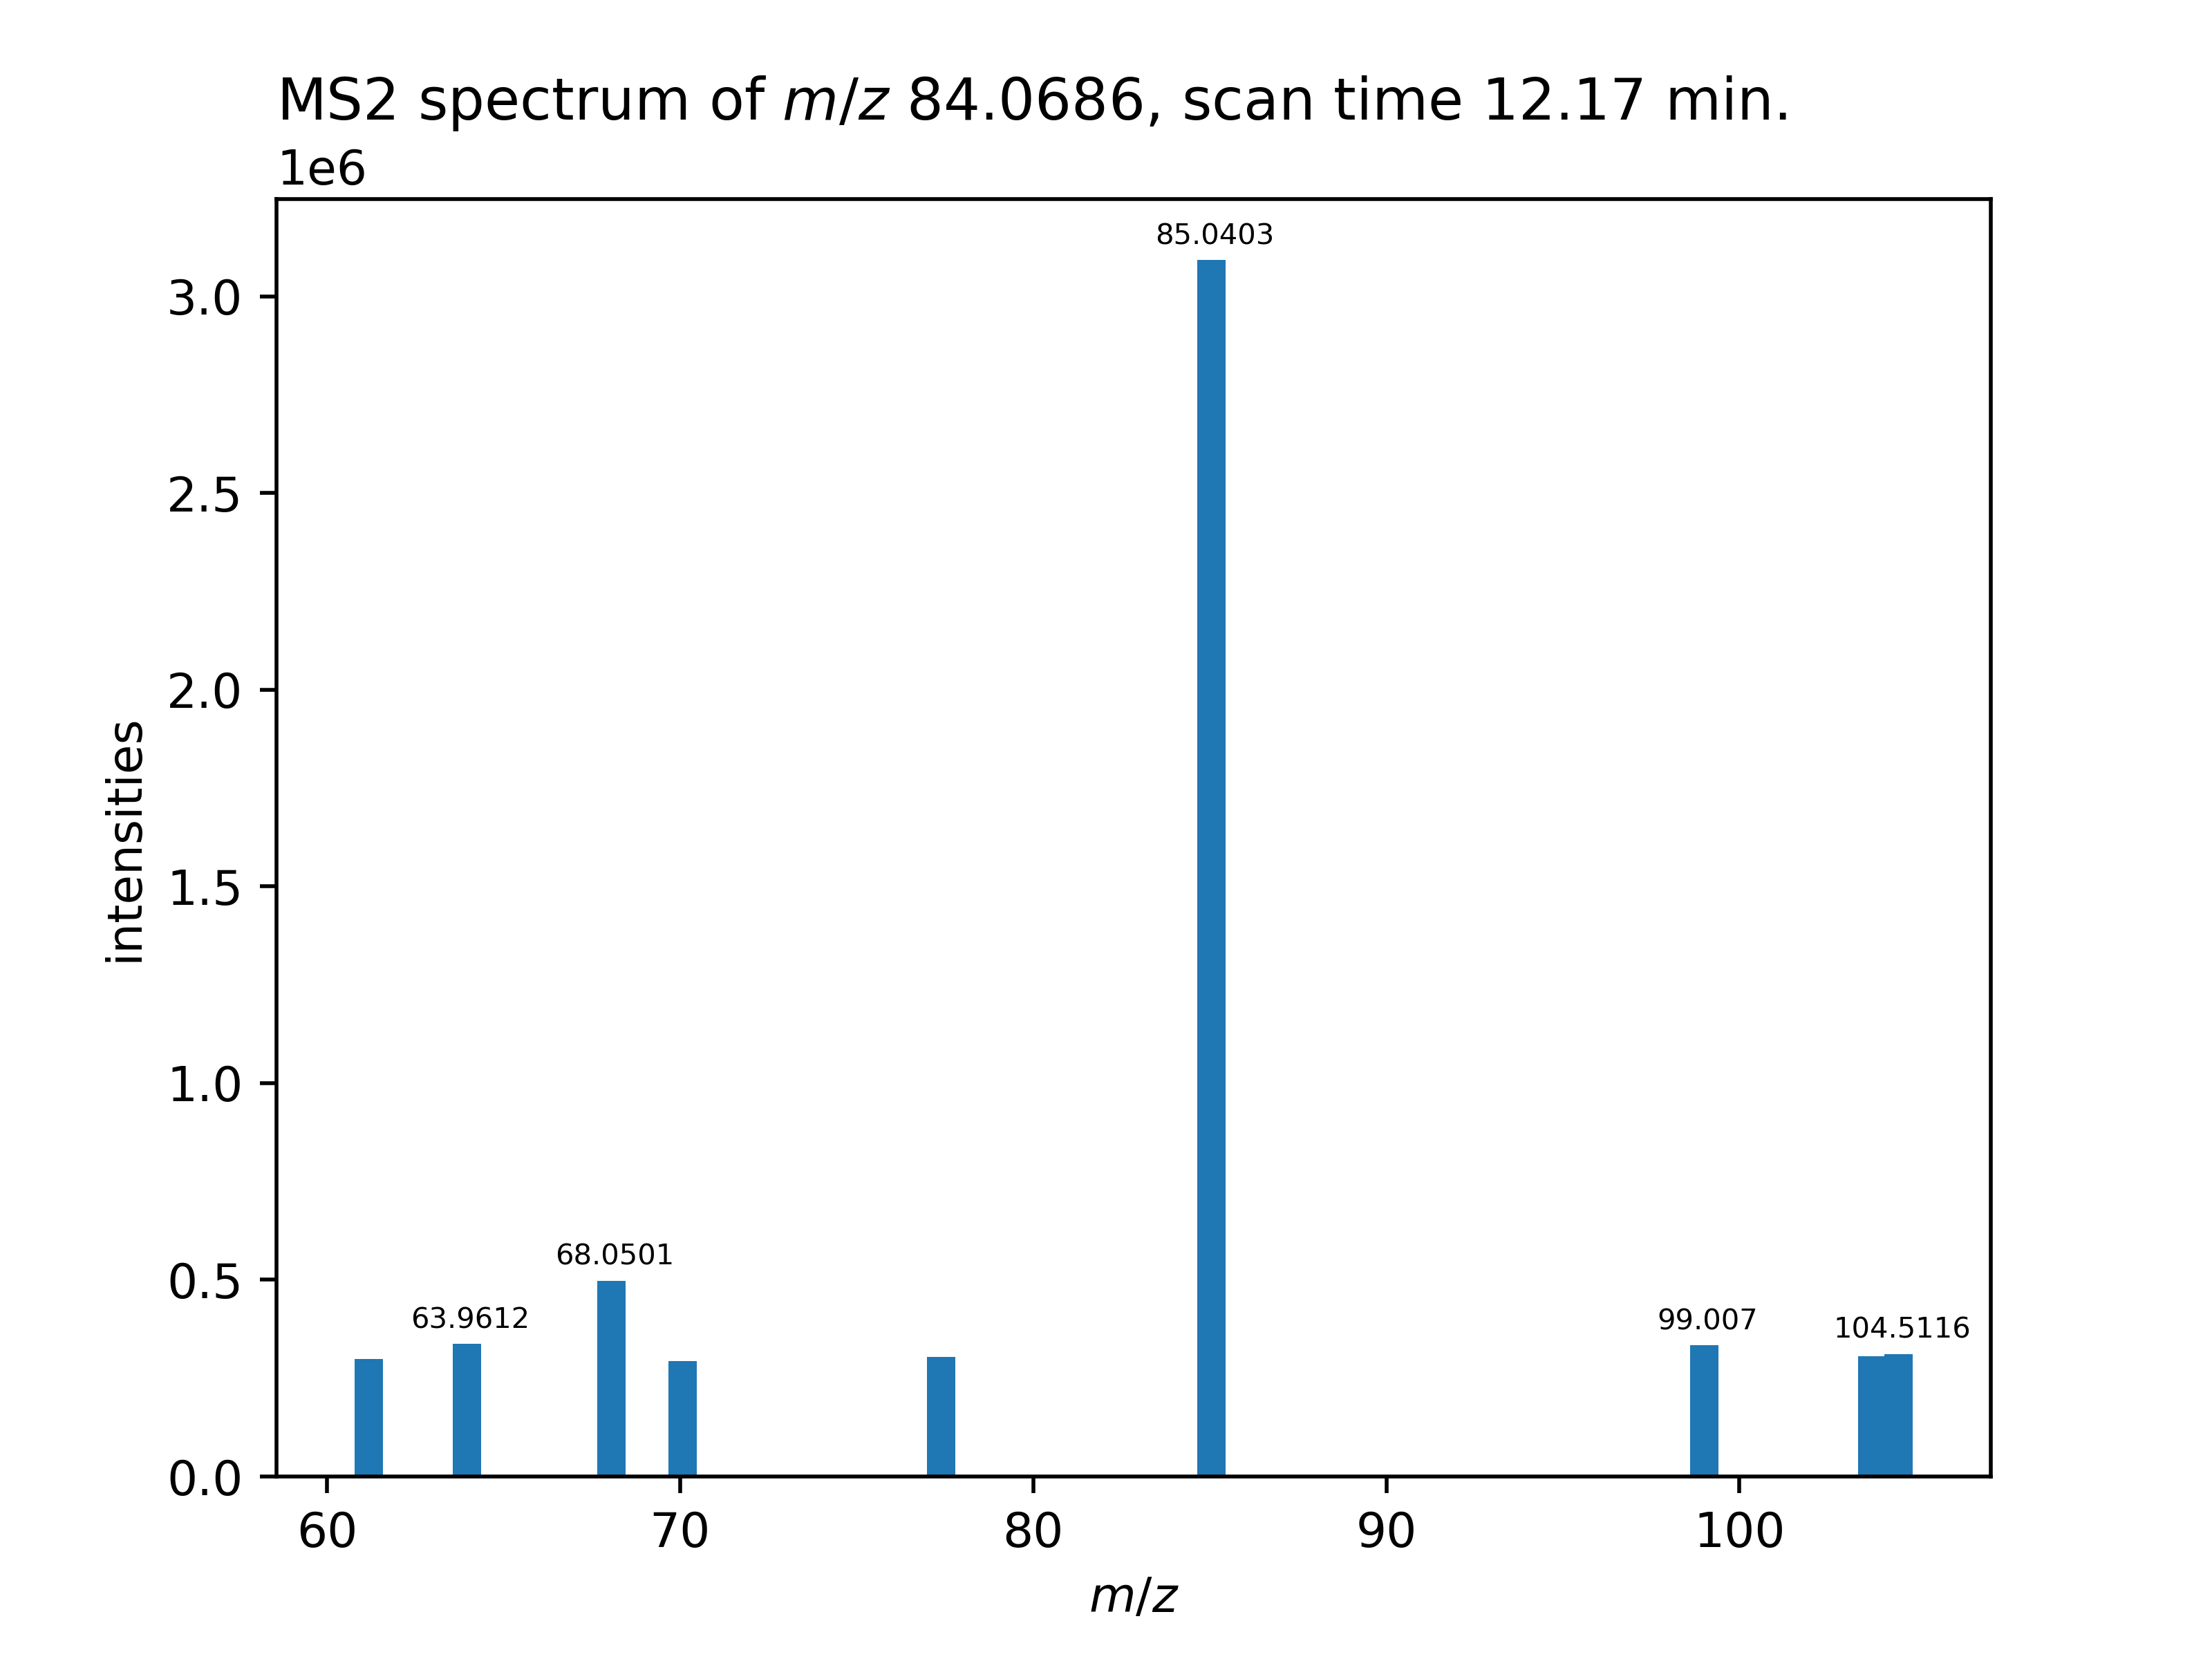 MS2 spectrum of m/z 84.0686, scan time 12.17 min.
1e6
85.0403
3.0
2.5
2.0
1.5
1.0
0.5
0.0
intensities
68.0501
63.9612
99.007
104.5116
60 70 80 90 100
m/z